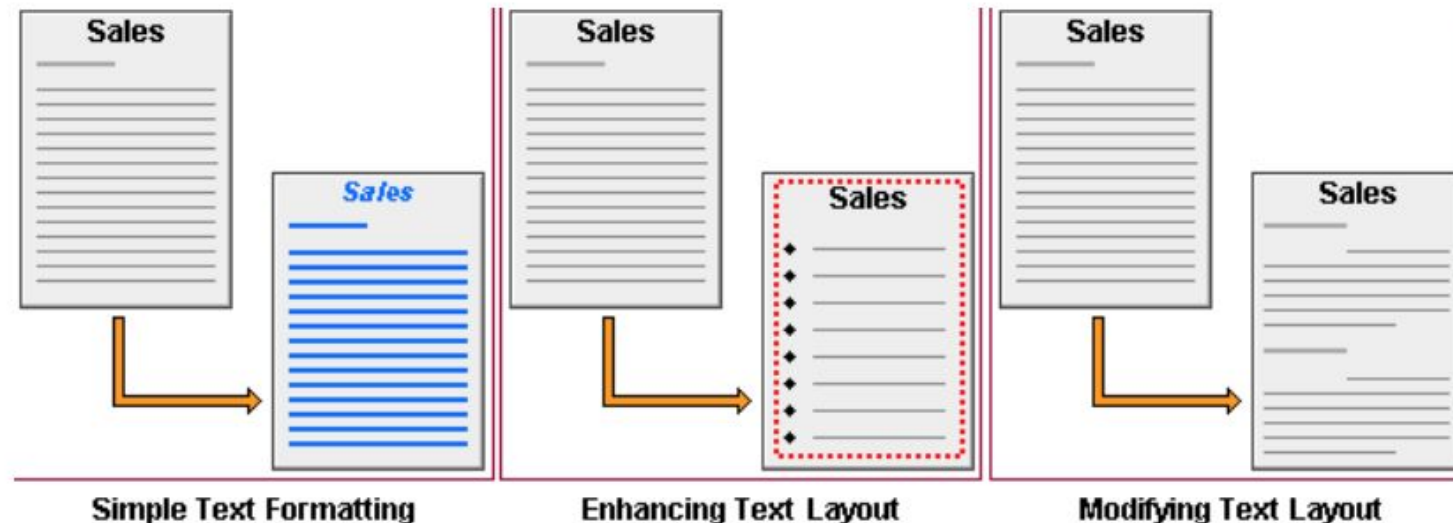 Sales
Sales
Sales
Sales
Sales
Sales
Simple Text Formatting
Enhancing Text Layout
Modifying Text Layout